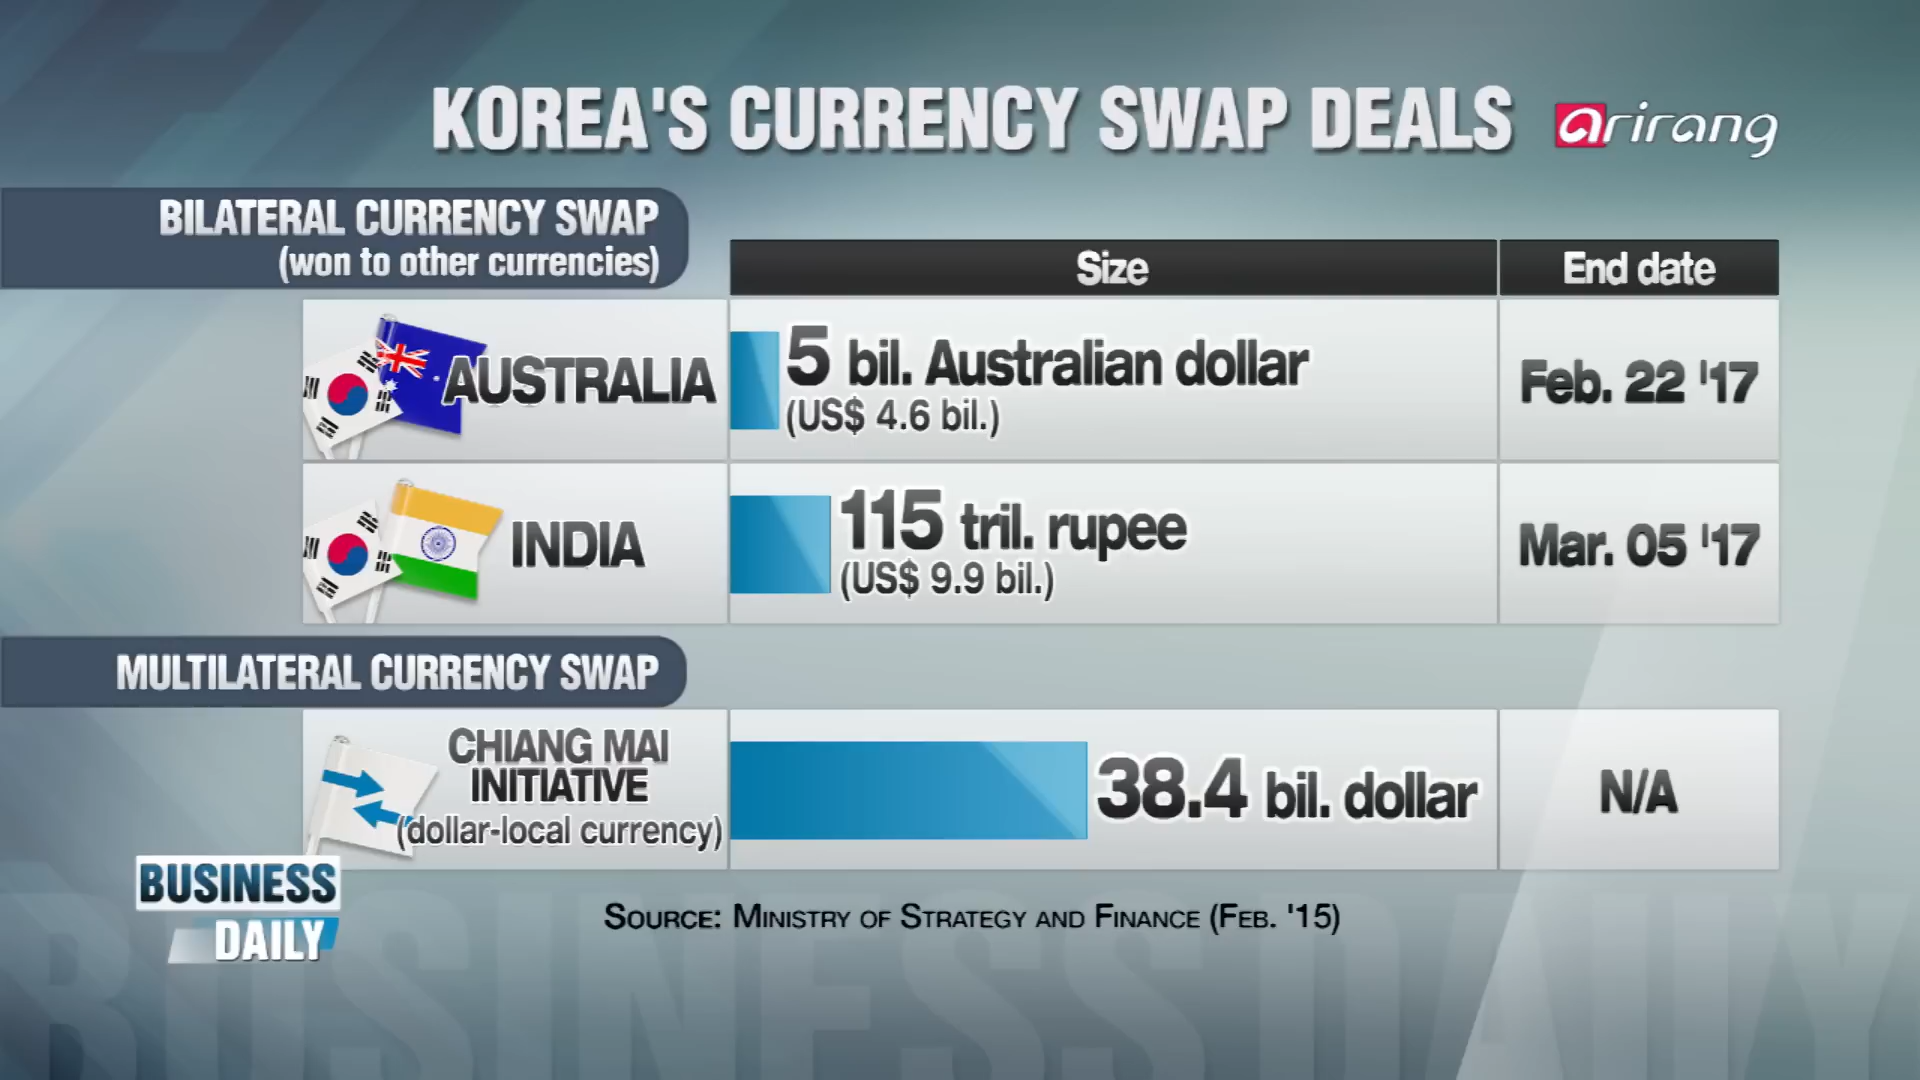 KOREA'S CURRENCY SWAP DEALS
arirang
BILATERAL CURRENCY SWAP
(won to other currencies)
Size
End date
AUSTRALIA
5 bil. Australian dollar
(US$ 4.6 bil.)
Feb. 22 '17
INDIA
115 tril. rupee
(US$ 9.9 bil.)
Mar. 05 '17
MULTILATERAL CURRENCY SWAP
CHIANG MAI
INITIATIVE
(dollar-local currency)
38.4 bil. dollar
N/A
BUSINESS
DAILY
SOURCE: MINISTRY OF STRATEGY AND FINANCE (FEB. '15)
BUSINESS DAILY